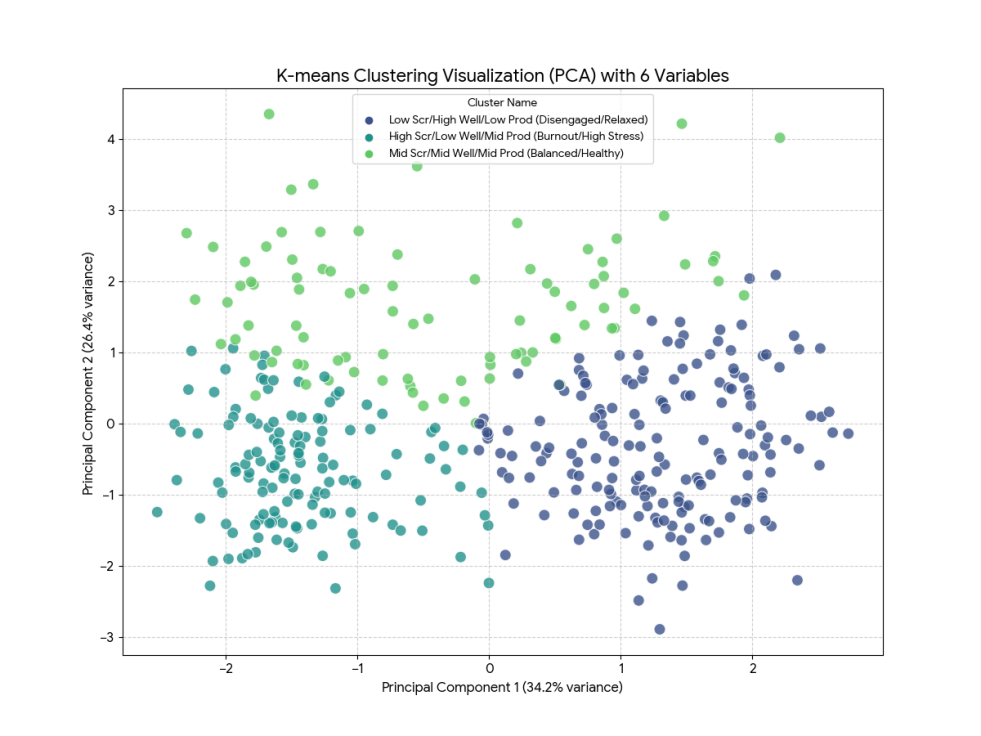 K-means Clustering Visualization (PCA) with 6 Variables
Cluster Name
Low Scr/High Well/Low Prod (Disengaged/Relaxed)
High Scr/Low Well/Mid Prod (Burnout/High Stress)
Mid Scr/Mid Well/Mid Prod (Balanced/Healthy)
Principal Component 2 (26.4% variance)
4
3
2
1
0
−1
−2
−3
−2
−1
0
1
2
Principal Component 1 (34.2% variance)